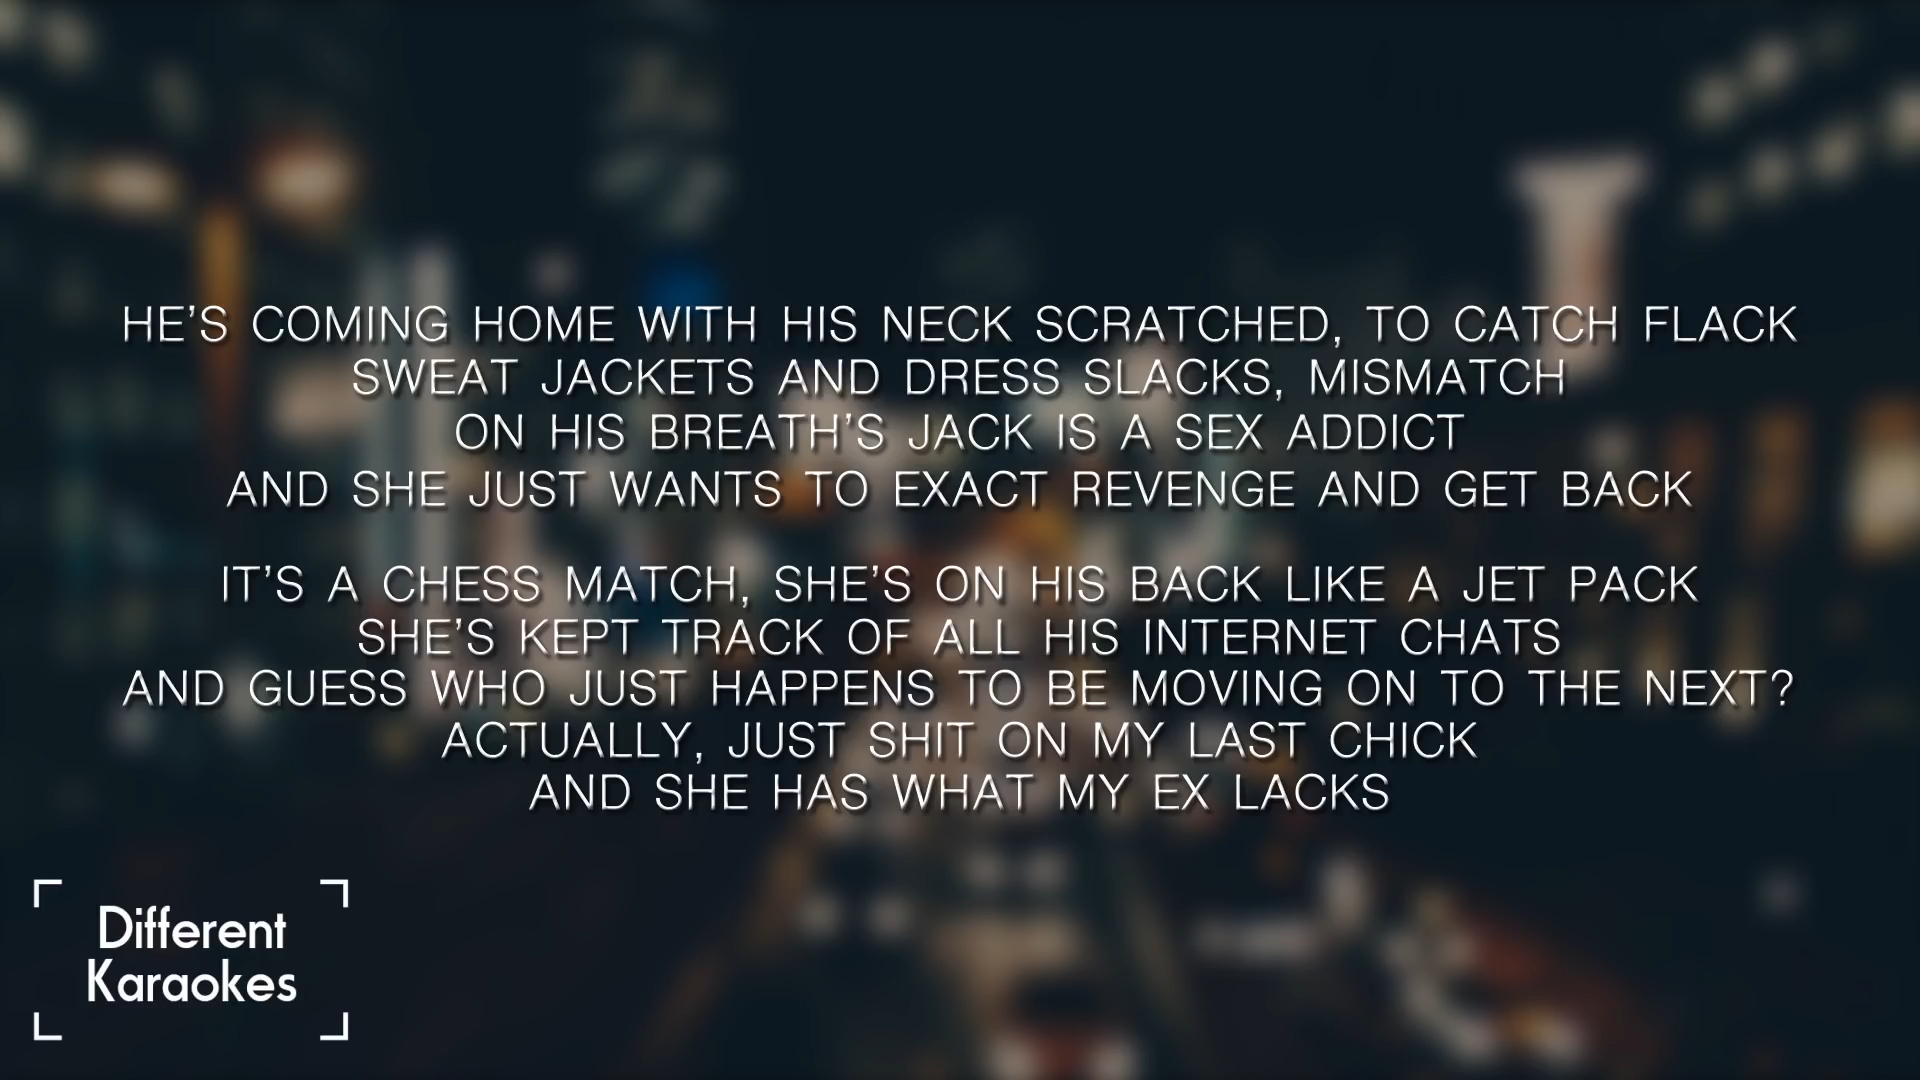 HE'S COMING HOME WITH HIS NECK SCRATCHED, TO CATCH FLACK
SWEAT JACKETS AND DRESS SLACKS, MISMATCH
ON HIS BREATH'S JACK IS A SEX ADDICT
AND SHE JUST WANTS TO EXACT REVENGE AND GET BACK
IT'S A CHESS MATCH, SHE'S ON HIS BACK LIKE A JET PACK
SHE'S KEPT TRACK OF ALL HIS INTERNET CHATS
AND GUESS WHO JUST HAPPENS TO BE MOVING ON TO THE NEXT?
ACTUALLY, JUST SHIT ON MY LAST CHICK
AND SHE HAS WHAT MY EX LACKS
Different
Karaokes